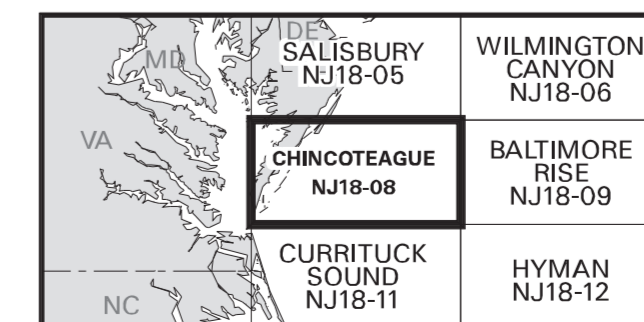 DE
MD
SALISBURY
NJ18-05
WILMINGTON
CANYON
NJ18-06
VA
CHINCOTEAGUE
NJ18-08
BALTIMORE
RISE
NJ18-09
CURRITUCK
SOUND
NJ18-11
HYMAN
NJ18-12
NC